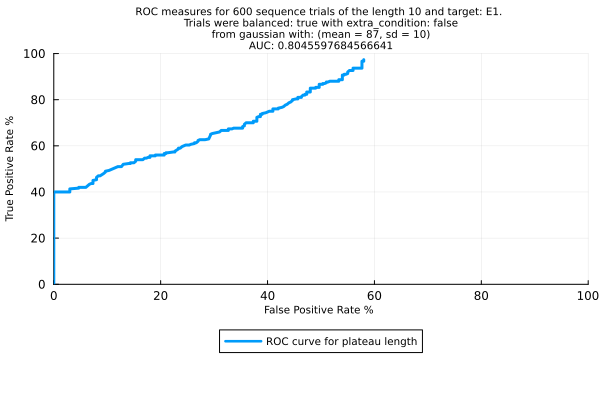 ROC measures for 600 sequence trials of the length 10 and target: E1.
Trials were balanced: true with extra_condition: false
from gaussian with: (mean = 87, sd = 10)
AUC: 0.8045597684566641
100
80
60
40
20
0
True Positive Rate %
0 20 40 60 80 100
False Positive Rate %
ROC curve for plateau length